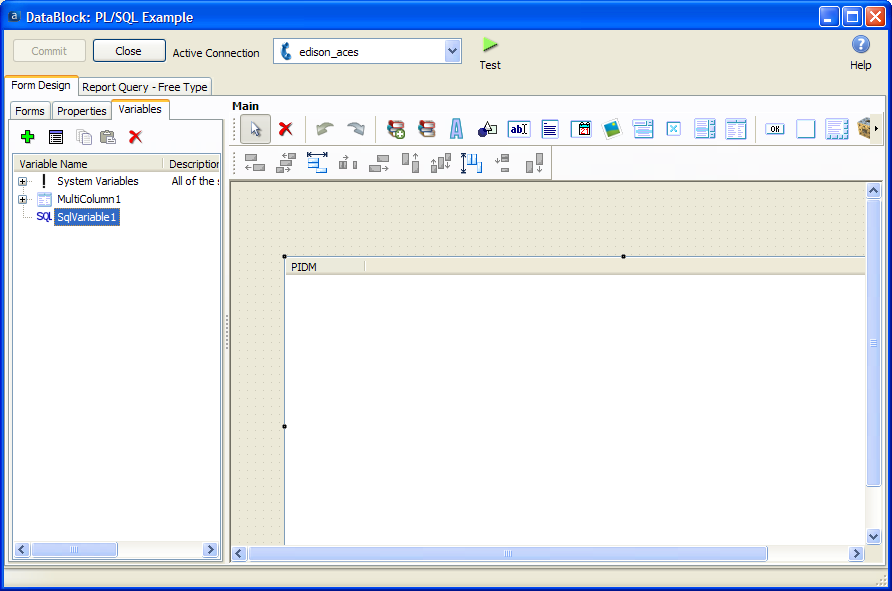 DataBlock: PL/SQL Example
Commit
Close
Active Connection
edison_aces
Test
Help
Form Design
Report Query - Free Type
Forms
Properties
Variables
Main
abI
OK
Variable Name
Description
System Variables
All of the s
MultiColumn1
SQL SqlVariable1
PIDM